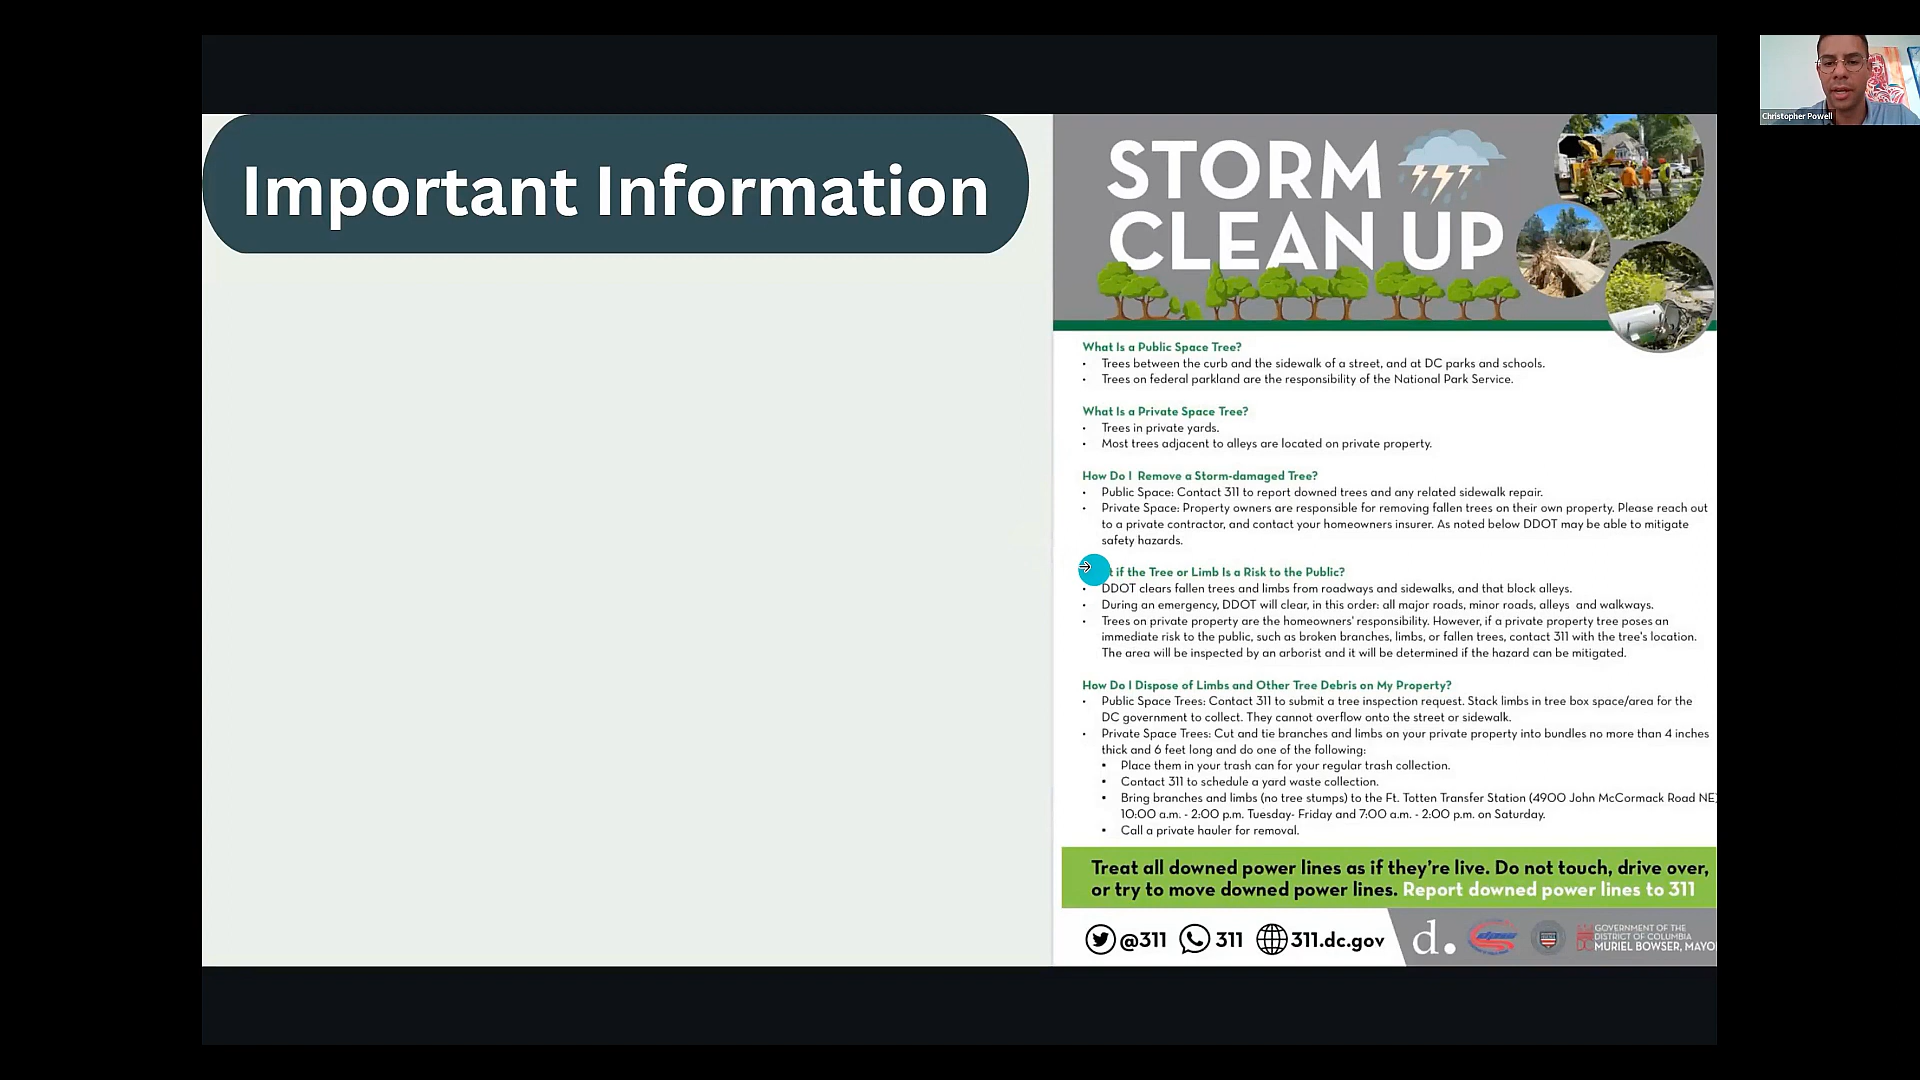 Important Information
STORM
CLEAN UP
What Is a Public Space Tree?
• Trees between the curb and the sidewalk of a street, and at DC parks and schools.
• Trees on federal parkland are the responsibility of the National Park Service.
What Is a Private Space Tree?
• Trees in private yards.
• Most trees adjacent to alleys are located on private property.
How Do I Remove a Storm-damaged Tree?
• Public Space: Contact 311 to report downed trees and any related sidewalk repair.
• Private Space: Property owners are responsible for removing fallen trees on their own property. Please reach out
to a private contractor, and contact your homeowners insurer. As noted below DDOT may be able to mitigate
safety hazards.
if the Tree or Limb Is a Risk to the Public?
• DDOT clears fallen trees and limbs from roadways and sidewalks, and that block alleys.
• During an emergency, DDOT will clear, in this order: all major roads, minor roads, alleys and walkways.
• Trees on private property are the homeowners' responsibility. However, if a private property tree poses an
immediate risk to the public, such as broken branches, limbs, or fallen trees, contact 311 with the tree's location.
The area will be inspected by an arborist and it will be determined if the hazard can be mitigated.
How Do I Dispose of Limbs and Other Tree Debris on My Property?
• Public Space Trees: Contact 311 to submit a tree inspection request. Stack limbs in tree box space/area for the
DC government to collect. They cannot overflow onto the street or sidewalk.
• Private Space Trees: Cut and tie branches and limbs on your private property into bundles no more than 4 inches
thick and 6 feet long and do one of the following:
▪ Place them in your trash can for your regular trash collection.
▪ Contact 311 to schedule a yard waste collection.
▪ Bring branches and limbs (no tree stumps) to the Ft. Totten Transfer Station (4900 John McCormack Road NE)
10:00 a.m. - 2:00 p.m. Tuesday- Friday and 7:00 a.m. - 2:00 p.m. on Saturday.
▪ Call a private hauler for removal.
Treat all downed power lines as if they're live. Do not touch, drive over,
or try to move downed power lines. Report downed power lines to 311
@311 311 311.dc.gov
d.
GOVERNMENT OF THE
DISTRICT OF COLUMBIA
MURIEL BOWSER, MAYO
Christopher Powell